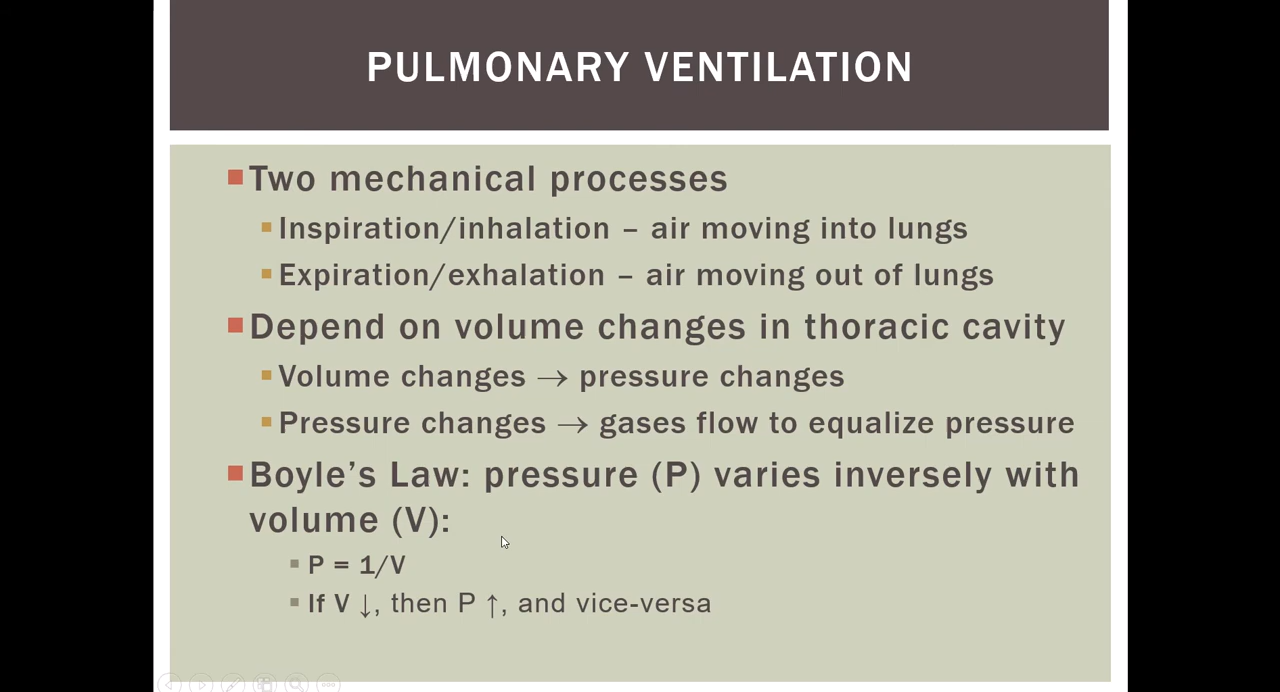 PULMONARY VENTILATION
Two mechanical processes
Inspiration/inhalation – air moving into lungs
Expiration/exhalation – air moving out of lungs
Depend on volume changes in thoracic cavity
Volume changes → pressure changes
Pressure changes → gases flow to equalize pressure
Boyle’s Law: pressure (P) varies inversely with
volume (V):
P = 1/V
If V ↓, then P ↑, and vice-versa